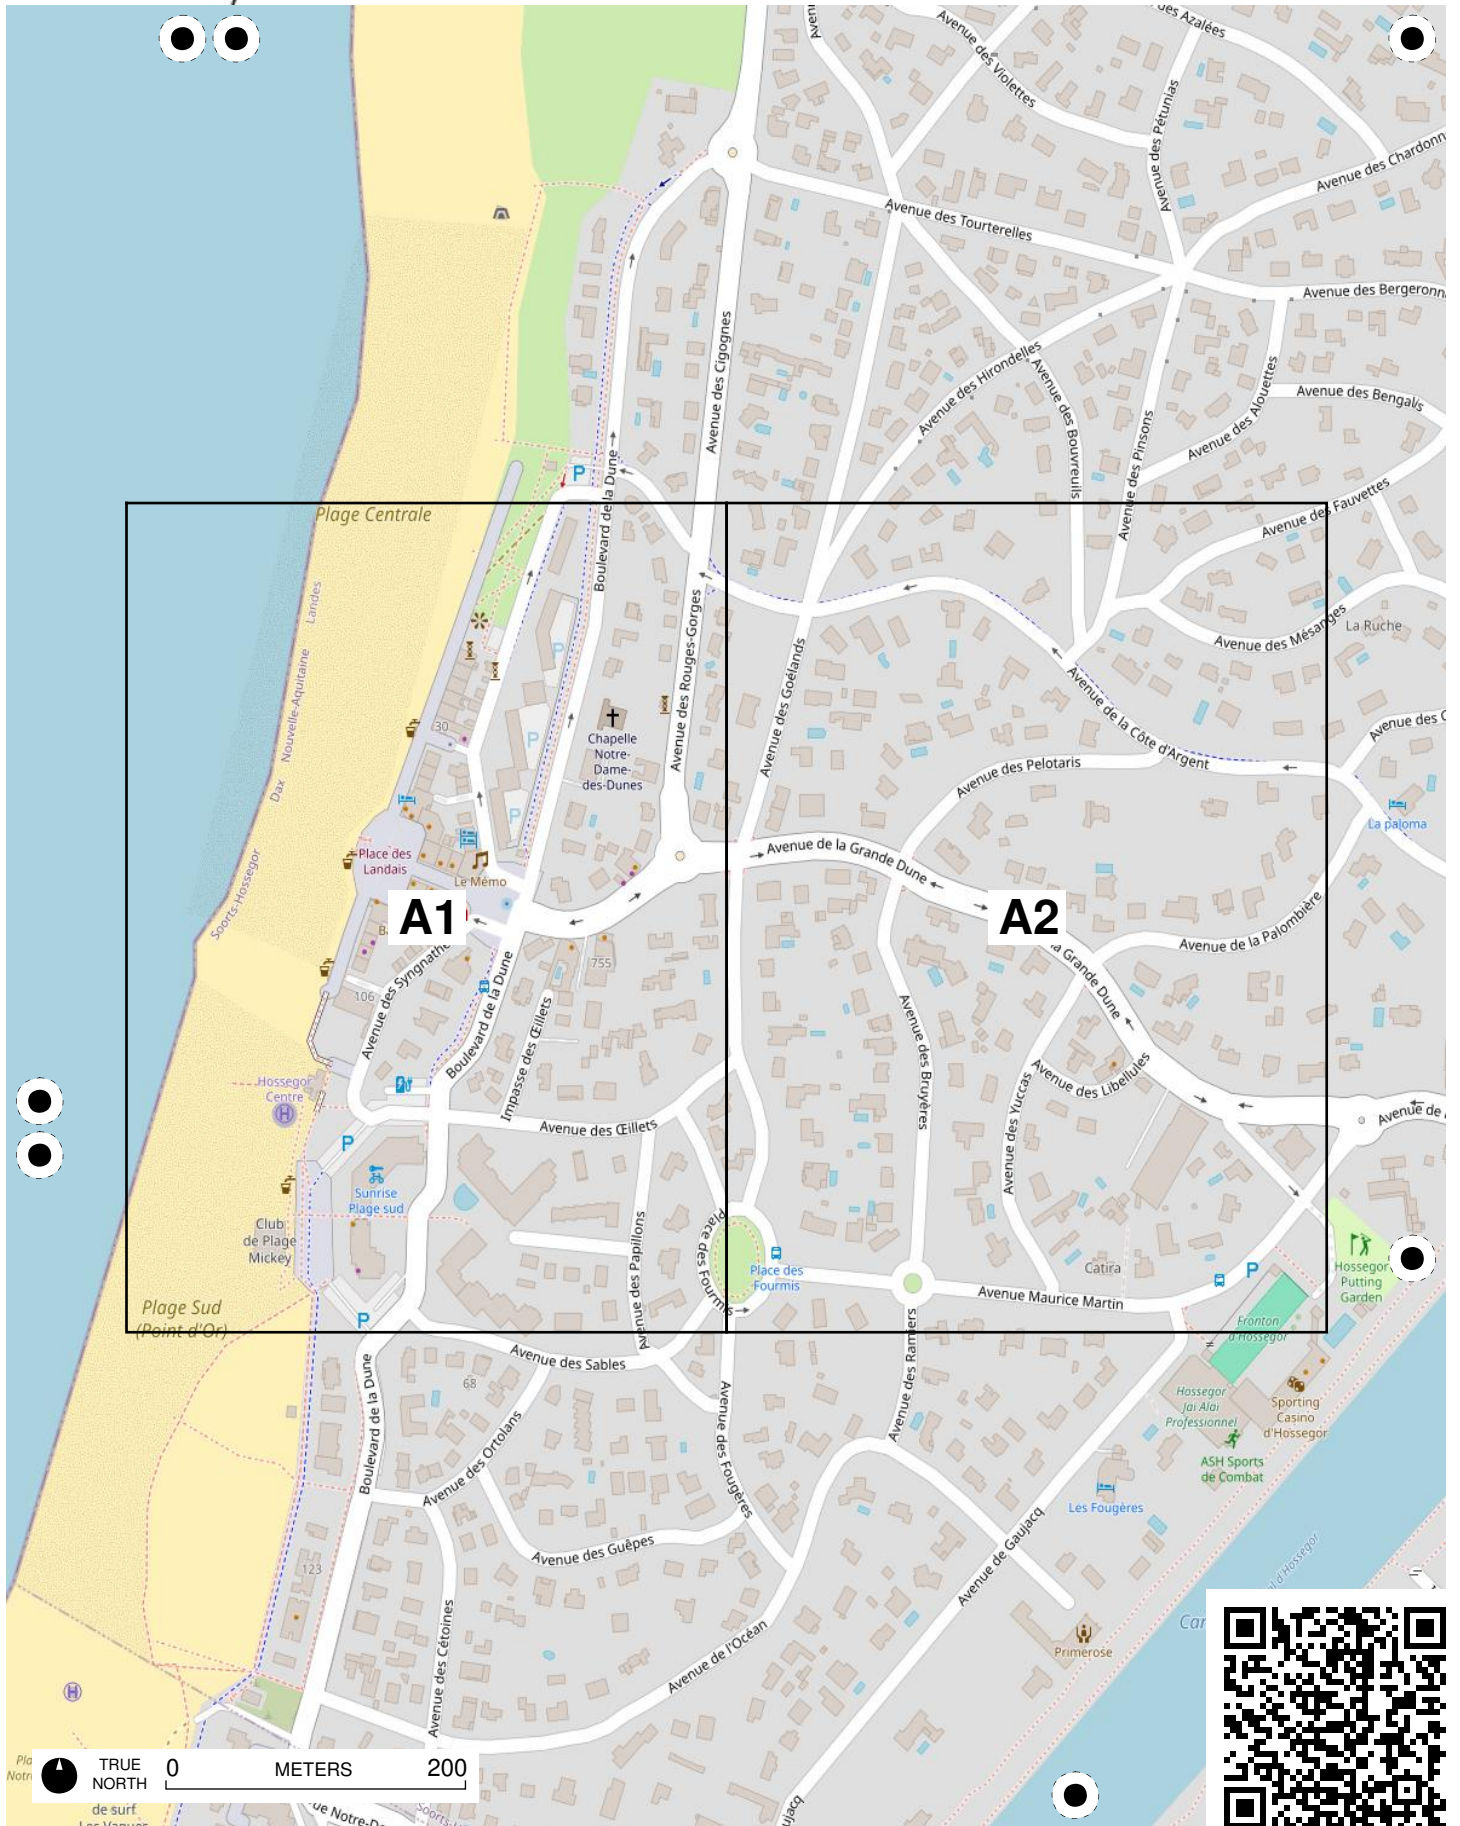 des Azalées
Avenue des Violettes
Avenue des Pétunias
Avenue des Chardonn
Avenue des Tourterelles
Avenue des Bergeronn
Avenue des Cigognes
Avenue des Hirondelles
Avenue des Bouvreuils
Avenue des Alouettes
Avenue des Bengalis
Avenue des Pinsons
P
Boulevard de la Dune
Avenue des Fauvettes
Plage Centrale
Landes
Nouvelle-Aquitaine
Dax
Soorts-Hossegor
Avenue des Rouges-Gorges
Avenue des Goélands
Avenue des Mésanges
La Ruche
P
30
P
Chapelle
Notre-
Dame-
des-Dunes
Avenue de la Côte d'Argent
Avenue des Pelotaris
P
La paloma
Place des
Landais
Le Mémo
Avenue de la Grande Dune
A1
A2
la Grande Dune
Avenue de la Palombière
755
106
Avenue des Syngnathe
Boulevard de la Dune
Impasse des Œillets
Avenue des Bruyères
Avenue des Yuccas
Avenue des Libellules
Hossegor
Centre
H
Avenue des Œillets
Avenue de
P
Sunrise
Plage sud
Club
de Plage
Mickey
Avenue des Papillons
Place des Fourmis
Place des
Fourmis
Catira
P
Hossegor
Putting
Garden
Avenue Maurice Martin
Plage Sud
(Point d'Or)
P
Fronton
d'Hossegor
Avenue des Sables
68
Avenue des Ramiers
Boulevard de la Dune
Avenue des Ortolans
Avenue des Fougères
Hossegor
Jai Alai
Professionnel
Sporting
Casino
d'Hossegor
ASH Sports
de Combat
Les Fougères
Avenue des Guêpes
Avenue de Gaujacq
123
Avenue des Cétoines
Avenue de l'Océan
Primerose
H
TRUE
NORTH
0
METERS
200
de surf